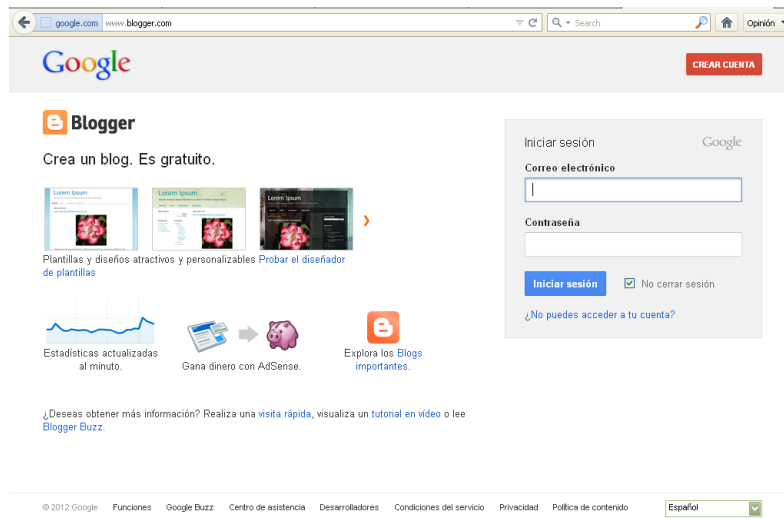 google.com www.blogger.com
Search
Opinión
Google
CREAR CUENTA
Blogger
Crea un blog. Es gratuito.
Lorem Ipsum
Lorem Ipsum
Lorem Ipsum
Plantillas y diseños atractivos y personalizables Probar el diseñador
de plantillas
Estadísticas actualizadas
al minuto.
Gana dinero con AdSense.
Explora los Blogs
importantes.
¿Deseas obtener más información? Realiza una visita rápida, visualiza un tutorial en vídeo o lee
Blogger Buzz.
Iniciar sesión
Google
Correo electrónico
Contraseña
Iniciar sesión
No cerrar sesión
¿No puedes acceder a tu cuenta?
© 2012 Google Funciones Google Buzz Centro de asistencia Desarrolladores Condiciones del servicio Privacidad Política de contenido Español